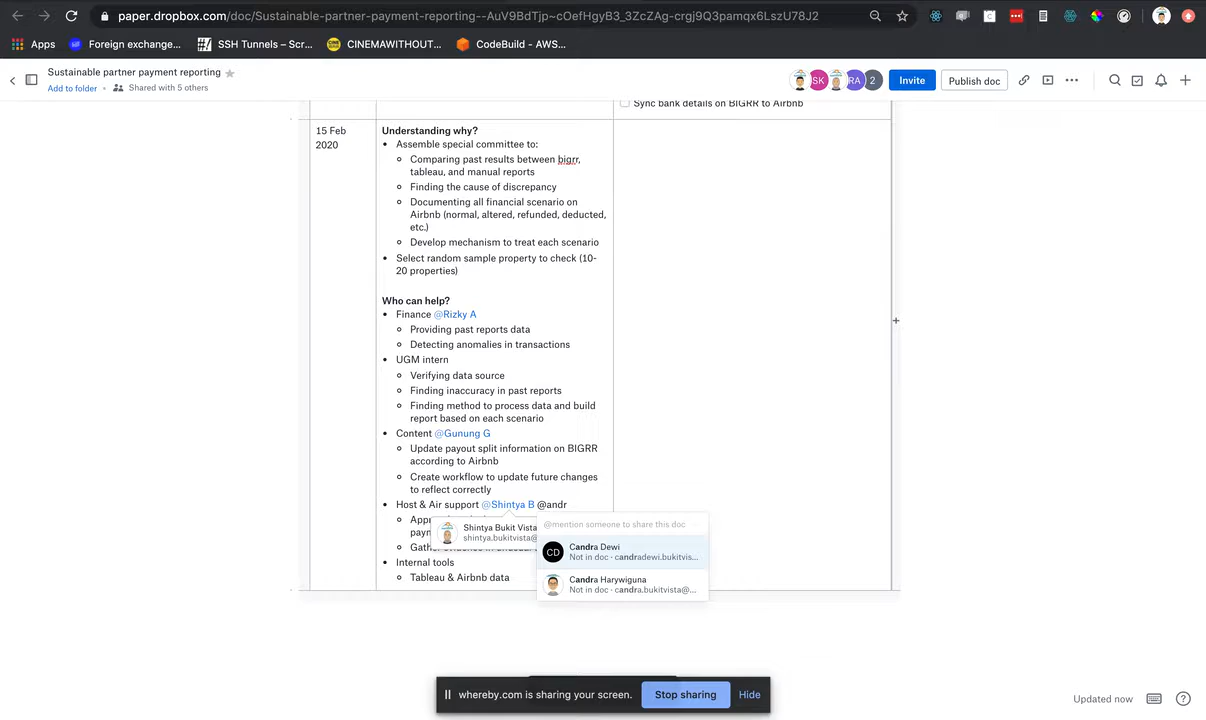 paper.dropbox.com/doc/Sustainable-partner-payment-reporting--AuV9BdTjp~cOefHgyB3_3ZcZAg-crgj9Q3pamqx6LszU78J2
Apps
Foreign exchange...
SSH Tunnels – Scr...
CINEMAWITHOUT...
CodeBuild - AWS...
Sustainable partner payment reporting
Add to folder • Shared with 5 others
SK
RA
2
Invite
Publish doc
Sync bank details on BIGRR to Airbnb
15 Feb
2020
Understanding why?
Assemble special committee to:
Comparing past results between bigrr,
tableau, and manual reports
Finding the cause of discrepancy
Documenting all financial scenario on
Airbnb (normal, altered, refunded, deducted,
etc.)
Develop mechanism to treat each scenario
Select random sample property to check (10-
20 properties)
Who can help?
Finance @Rizky A
Providing past reports data
Detecting anomalies in transactions
UGM intern
Verifying data source
Finding inaccuracy in past reports
Finding method to process data and build
report based on each scenario
Content @Gunung G
Update payout split information on BIGRR
according to Airbnb
Create workflow to update future changes
to reflect correctly
Host & Air support @Shintya B @andr
Shintya Bukit Vista
shintya.bukitvista@
@mention someone to share this doc
CD
Candra Dewi
Not in doc · candradewi.bukitvis...
Candra Harywiguna
Not in doc · candra.bukitvista@...
Internal tools
Tableau & Airbnb data
whereby.com is sharing your screen.
Stop sharing
Hide
Updated now